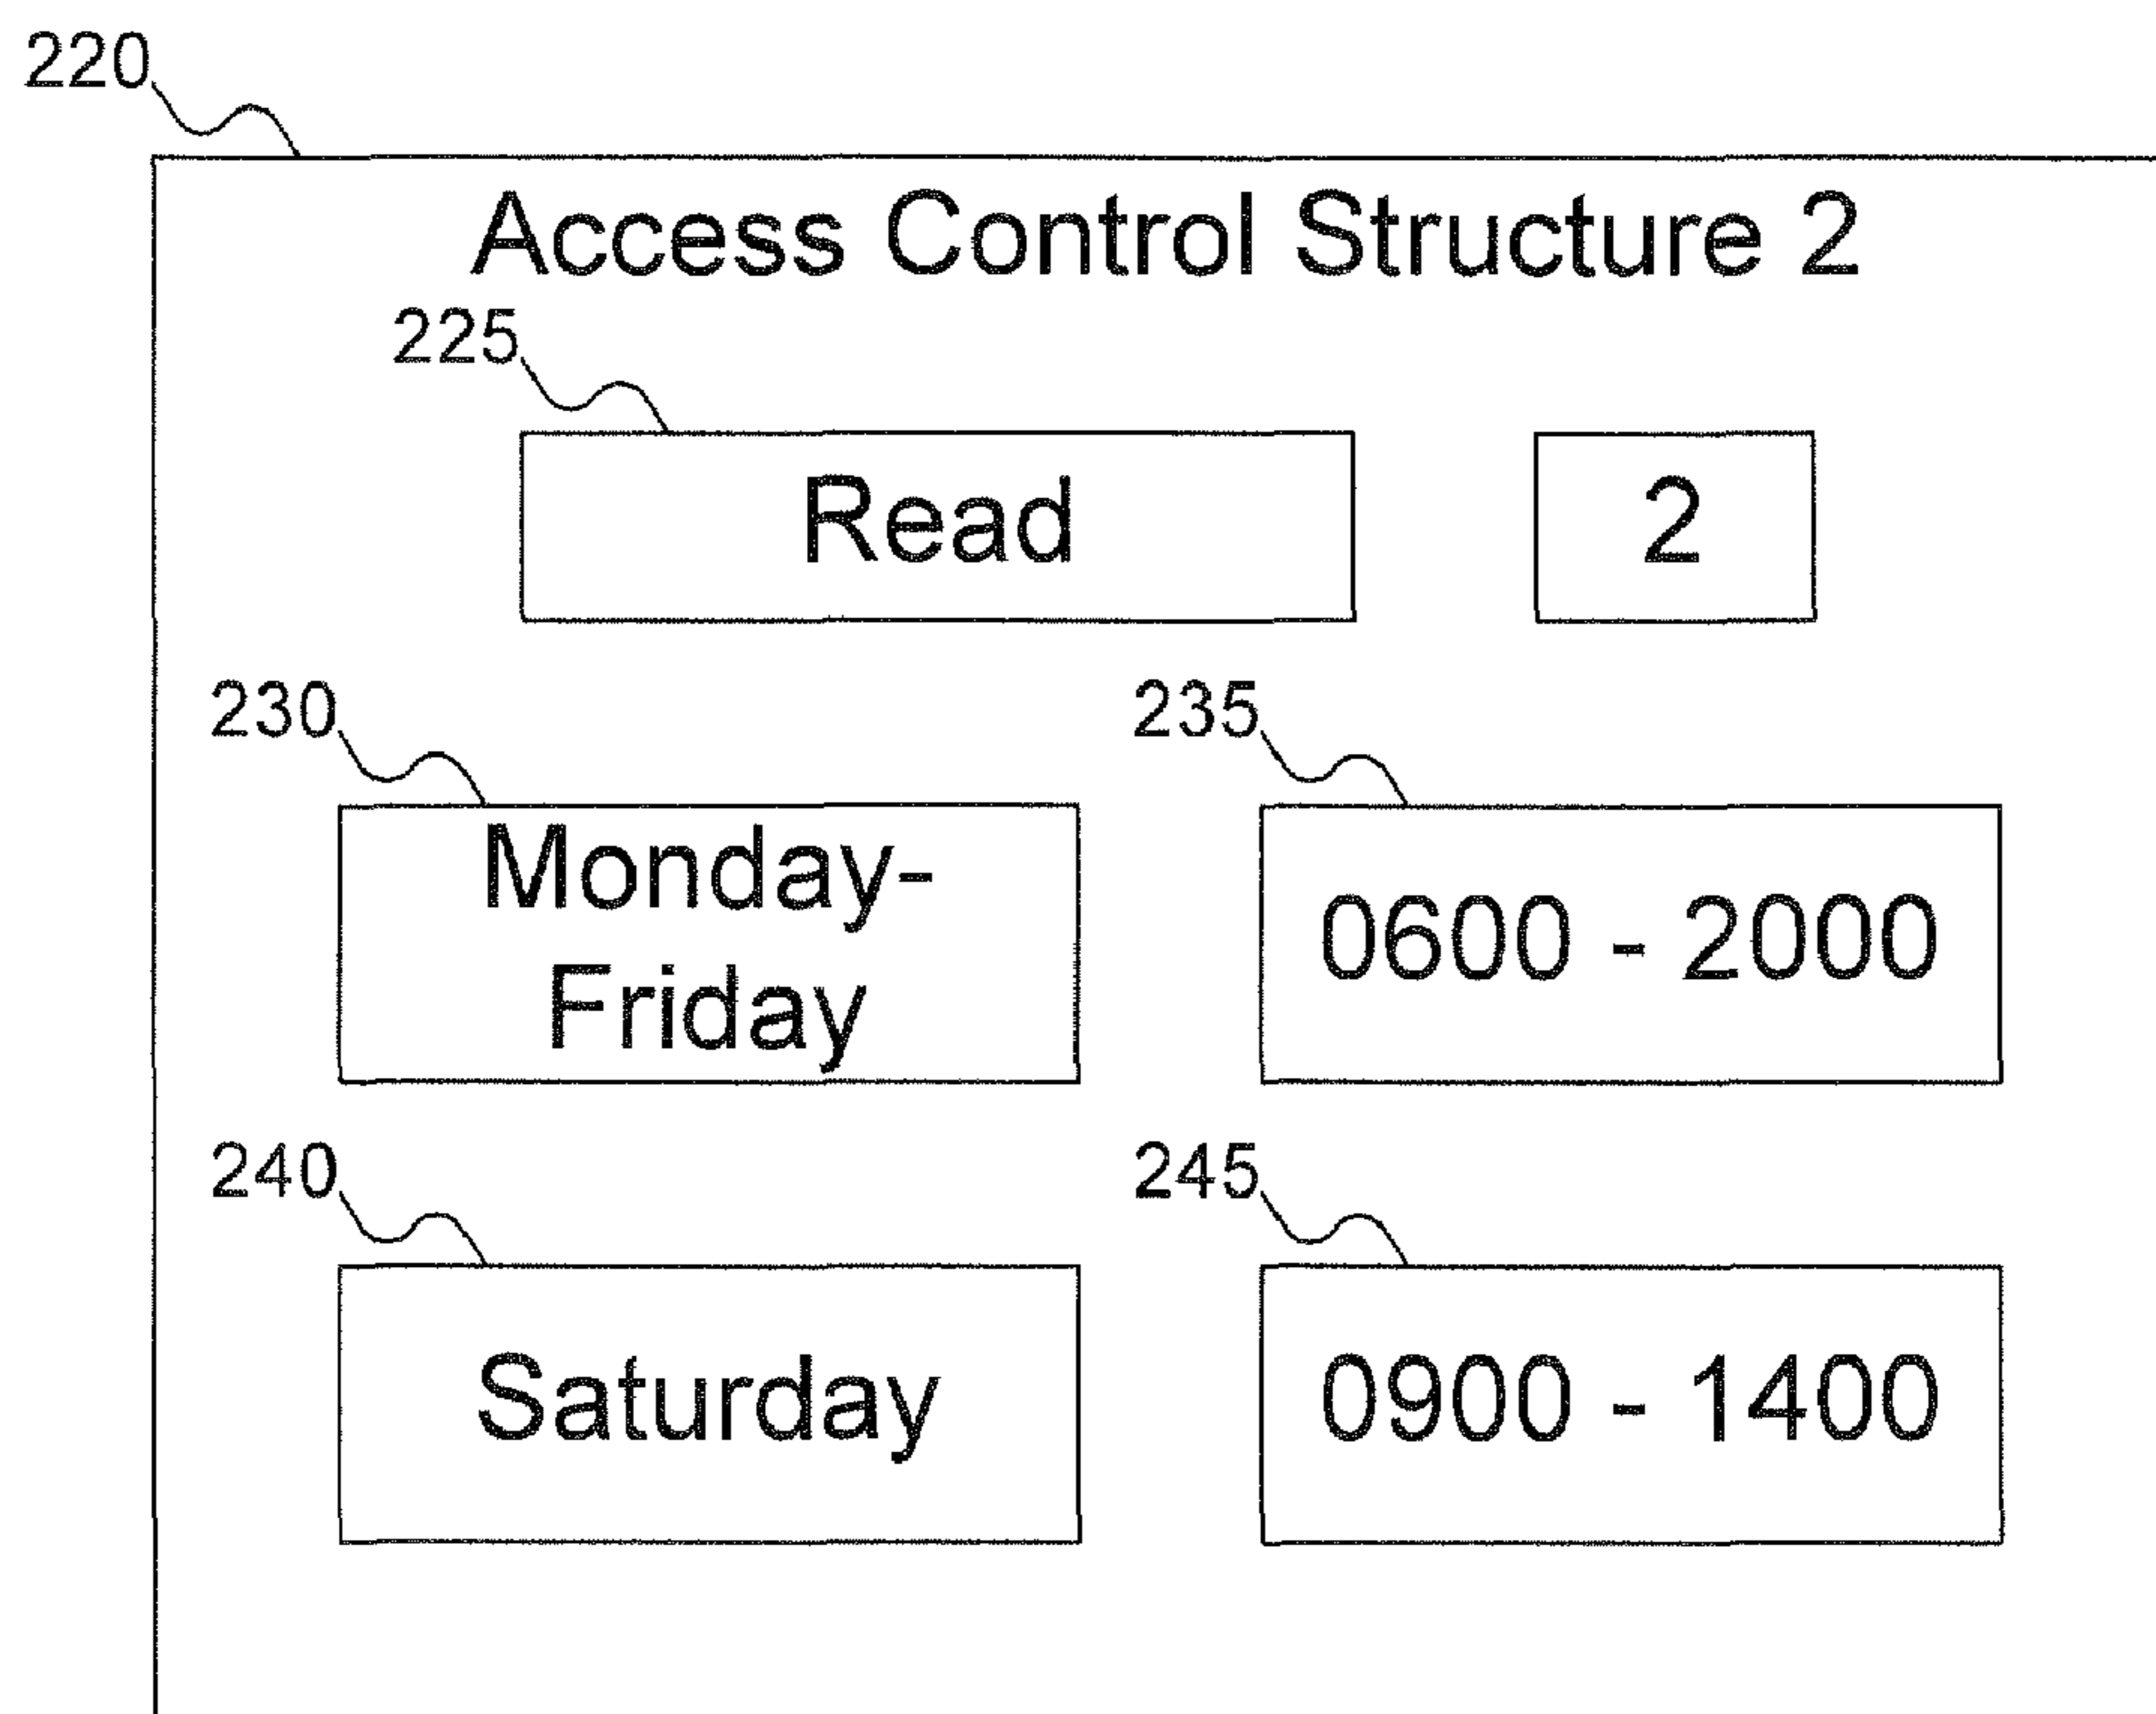 220
Access Control Structure 2
225
Read 2
230 235
Monday-
Friday
0600 - 2000
240 245
Saturday 0900 - 1400